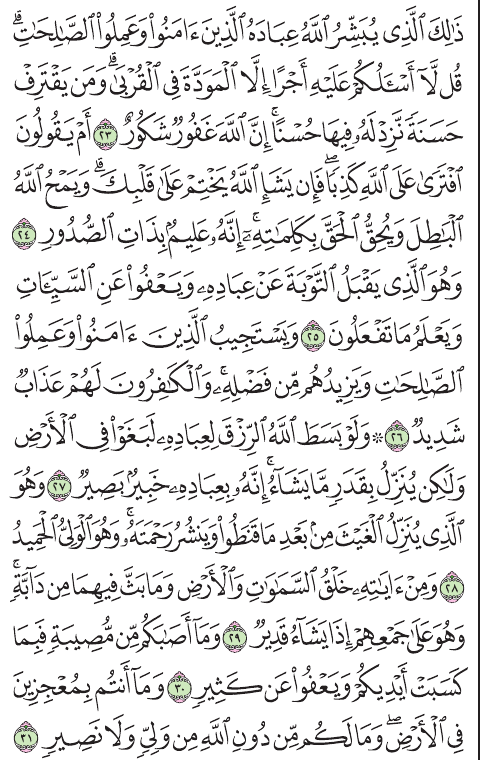 ذَٰلِكَ ٱلَّذِى يُبَشِّرُ ٱللَّهُ عِبَادَهُ ٱلَّذِينَ ءَامَنُوا۟ وَعَمِلُوا۟ ٱلصَّٰلِحَٰتِ ۗ
قُل لَّآ أَسْـَٔلُكُمْ عَلَيْهِ أَجْرًا إِلَّا ٱلْمَوَدَّةَ فِى ٱلْقُرْبَىٰ ۗ وَمَن يَقْتَرِفْ
حَسَنَةً نَّزِدْ لَهُۥ فِيهَا حُسْنًا ۚ إِنَّ ٱللَّهَ غَفُورٌ شَكُورٌ ٢٣ أَمْ يَقُولُونَ
ٱفْتَرَىٰ عَلَى ٱللَّهِ كَذِبًا ۖ فَإِن يَشَإِ ٱللَّهُ يَخْتِمْ عَلَىٰ قَلْبِكَ ۗ وَيَمْحُ ٱللَّهُ
ٱلْبَٰطِلَ وَيُحِقُّ ٱلْحَقَّ بِكَلِمَٰتِهِۦٓ ۚ إِنَّهُۥ عَلِيمٌۢ بِذَاتِ ٱلصُّدُورِ ٢٤
وَهُوَ ٱلَّذِى يَقْبَلُ ٱلتَّوْبَةَ عَنْ عِبَادِهِۦ وَيَعْفُوا۟ عَنِ ٱلسَّيِّـَٔاتِ
وَيَعْلَمُ مَا تَفْعَلُونَ ٢٥ وَيَسْتَجِيبُ ٱلَّذِينَ ءَامَنُوا۟ وَعَمِلُوا۟
ٱلصَّٰلِحَٰتِ وَيَزِيدُهُم مِّن فَضْلِهِۦ ۚ وَٱلْكَٰفِرُونَ لَهُمْ عَذَابٌ
شَدِيدٌ ٢٦ ۞ وَلَوْ بَسَطَ ٱللَّهُ ٱلرِّزْقَ لِعِبَادِهِۦ لَبَغَوْا۟ فِى ٱلْأَرْضِ
وَلَٰكِن يُنَزِّلُ بِقَدَرٍ مَّا يَشَآءُ ۚ إِنَّهُۥ بِعِبَادِهِۦ خَبِيرٌۢ بَصِيرٌ ٢٧ وَهُوَ
ٱلَّذِى يُنَزِّلُ ٱلْغَيْثَ مِنۢ بَعْدِ مَا قَنَطُوا۟ وَيَنشُرُ رَحْمَتَهُۥ ۚ وَهُوَ ٱلْوَلِىُّ ٱلْحَمِيدُ
٢٨ وَمِنْ ءَايَٰتِهِۦ خَلْقُ ٱلسَّمَٰوَٰتِ وَٱلْأَرْضِ وَمَا بَثَّ فِيهِمَا مِن دَآبَّةٍ ۚ
وَهُوَ عَلَىٰ جَمْعِهِمْ إِذَا يَشَآءُ قَدِيرٌ ٢٩ وَمَآ أَصَٰبَكُم مِّن مُّصِيبَةٍ فَبِمَا
كَسَبَتْ أَيْدِيكُمْ وَيَعْفُوا۟ عَن كَثِيرٍ ٣٠ وَمَآ أَنتُم بِمُعْجِزِينَ
فِى ٱلْأَرْضِ ۖ وَمَا لَكُم مِّن دُونِ ٱللَّهِ مِن وَلِىٍّ وَلَا نَصِيرٍ ٣١